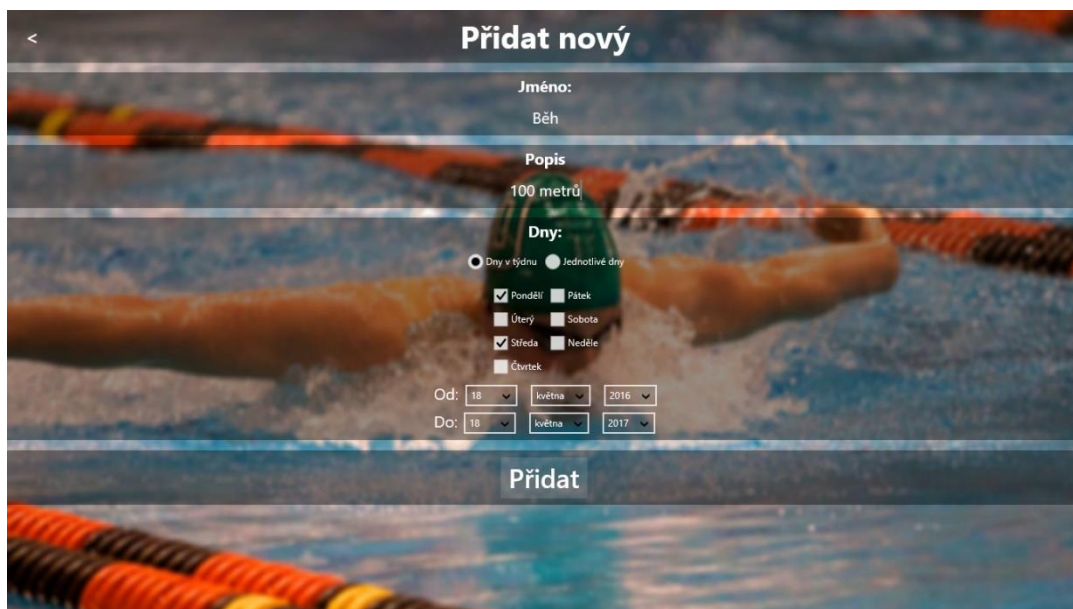 <
Přidat nový
Jméno:
Běh
Popis
100 metrů
Dny:
Dny v týdnu Jednotlivé dny
Pondělí Pátek
Úterý Sobota
Středa Neděle
Čtvrtek
Od: 18 května 2016
Do: 18 května 2017
Přidat